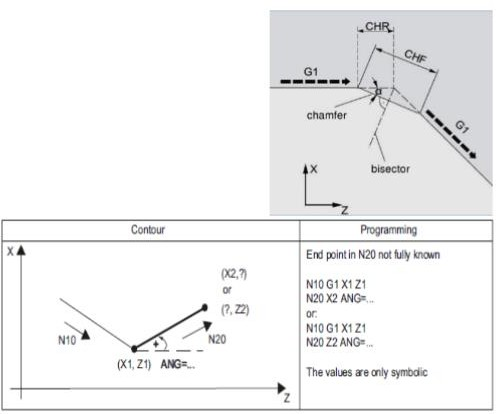 CHR
CHF
G1
α
chamfer
G1
bisector
X
Z
Contour
Programming
X
(X2,?)
or
(?, Z2)
N10
+
N20
(X1, Z1) ANG=...
Z
End point in N20 not fully known
N10 G1 X1 Z1
N20 X2 ANG=...
or:
N10 G1 X1 Z1
N20 Z2 ANG=...
The values are only symbolic